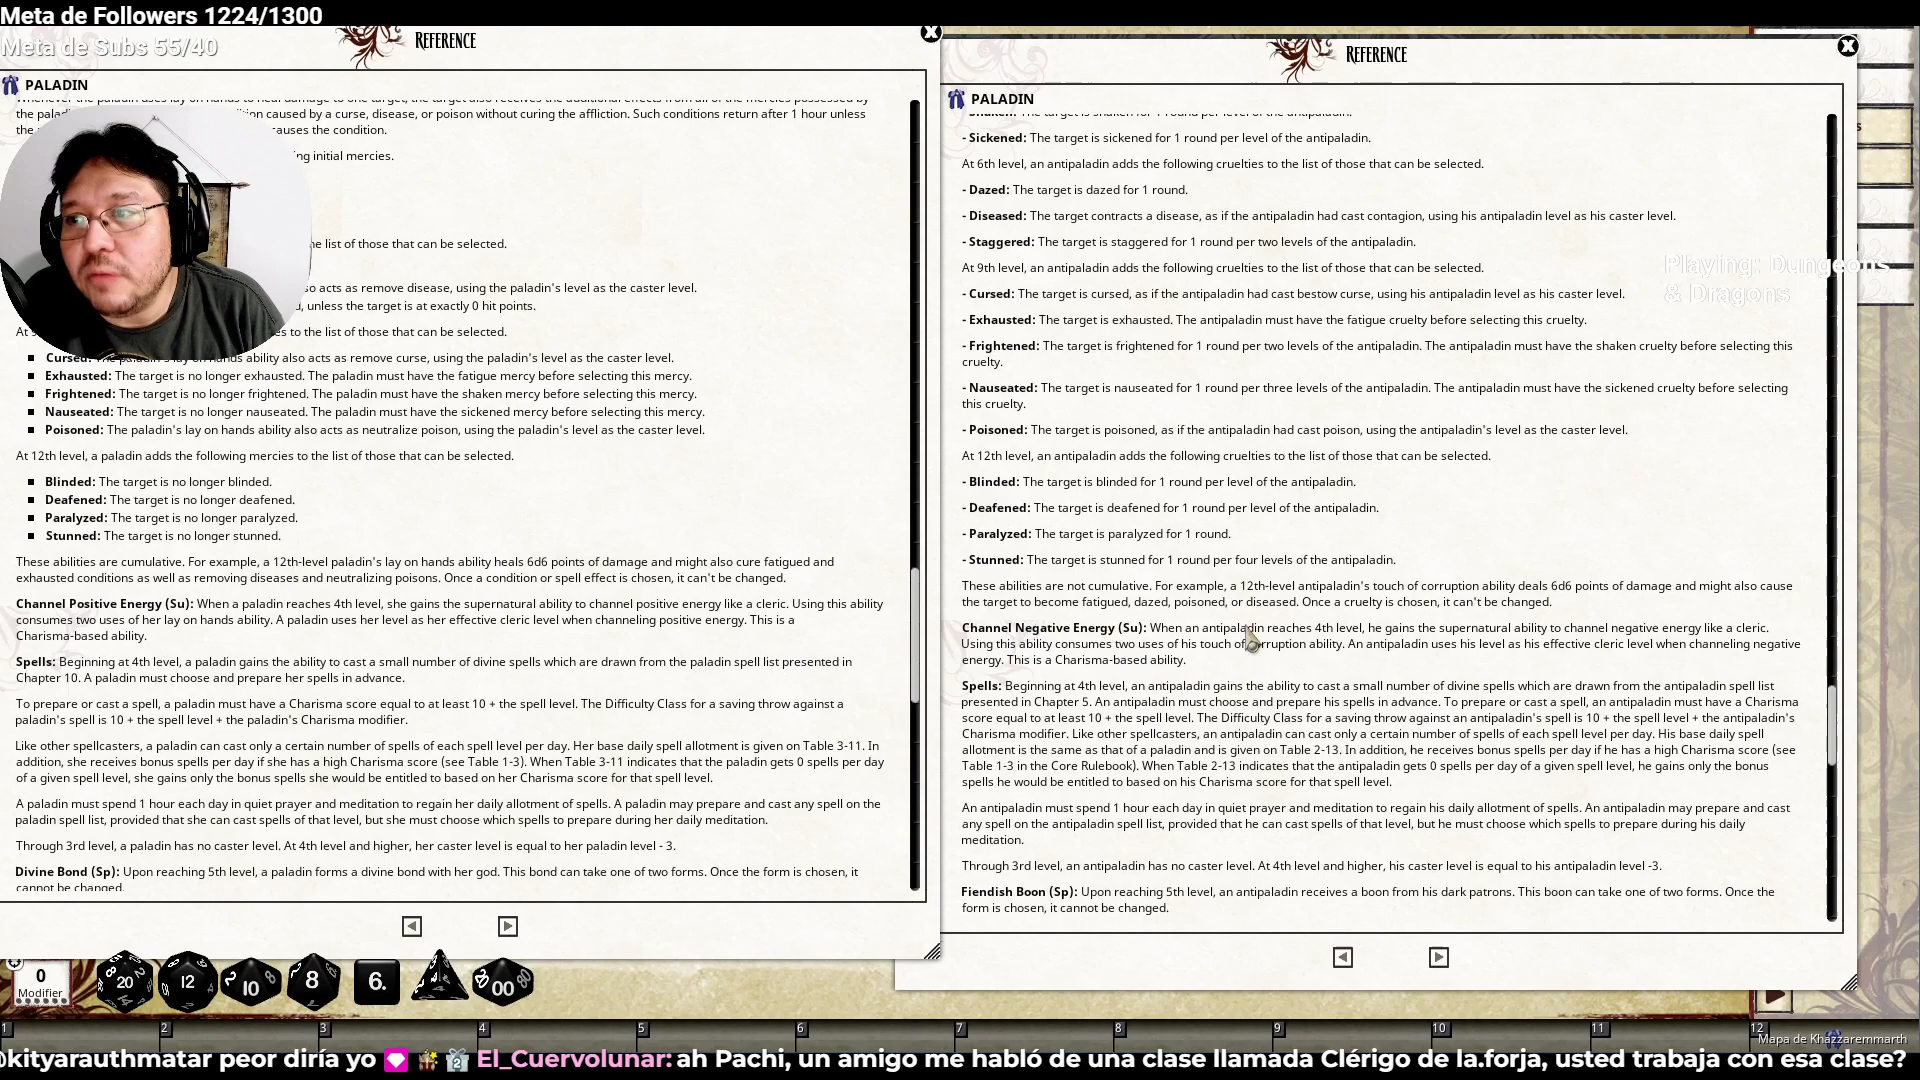 Meta de Followers 1224/1300
Meta de Subs 55/40
REFERENCE
PALADIN
Whenever the paladin uses lay on hands to heal damage to one target, the target also receives the additional effects from all of the mercies possessed by
the palad
tion caused by a curse, disease, or poison without curing the affliction. Such conditions return after 1 hour unless
the
causes the condition.
ing initial mercies.
he list of those that can be selected.
so acts as remove disease, using the paladin's level as the caster level.
d, unless the target is at exactly 0 hit points.
At
es to the list of those that can be selected.
■ Cursed: The paladin's lay on hands ability also acts as remove curse, using the paladin's level as the caster level.
■ Exhausted: The target is no longer exhausted. The paladin must have the fatigue mercy before selecting this mercy.
■ Frightened: The target is no longer frightened. The paladin must have the shaken mercy before selecting this mercy.
■ Nauseated: The target is no longer nauseated. The paladin must have the sickened mercy before selecting this mercy.
■ Poisoned: The paladin's lay on hands ability also acts as neutralize poison, using the paladin's level as the caster level.
At 12th level, a paladin adds the following mercies to the list of those that can be selected.
■ Blinded: The target is no longer blinded.
■ Deafened: The target is no longer deafened.
■ Paralyzed: The target is no longer paralyzed.
■ Stunned: The target is no longer stunned.
These abilities are cumulative. For example, a 12th-level paladin's lay on hands ability heals 6d6 points of damage and might also cure fatigued and
exhausted conditions as well as removing diseases and neutralizing poisons. Once a condition or spell effect is chosen, it can't be changed.
Channel Positive Energy (Su): When a paladin reaches 4th level, she gains the supernatural ability to channel positive energy like a cleric. Using this ability
consumes two uses of her lay on hands ability. A paladin uses her level as her effective cleric level when channeling positive energy. This is a
Charisma-based ability.
Spells: Beginning at 4th level, a paladin gains the ability to cast a small number of divine spells which are drawn from the paladin spell list presented in
Chapter 10. A paladin must choose and prepare her spells in advance.
To prepare or cast a spell, a paladin must have a Charisma score equal to at least 10 + the spell level. The Difficulty Class for a saving throw against a
paladin's spell is 10 + the spell level + the paladin's Charisma modifier.
Like other spellcasters, a paladin can cast only a certain number of spells of each spell level per day. Her base daily spell allotment is given on Table 3-11. In
addition, she receives bonus spells per day if she has a high Charisma score (see Table 1-3). When Table 3-11 indicates that the paladin gets 0 spells per day
of a given spell level, she gains only the bonus spells she would be entitled to based on her Charisma score for that spell level.
A paladin must spend 1 hour each day in quiet prayer and meditation to regain her daily allotment of spells. A paladin may prepare and cast any spell on the
paladin spell list, provided that she can cast spells of that level, but she must choose which spells to prepare during her daily meditation.
Through 3rd level, a paladin has no caster level. At 4th level and higher, her caster level is equal to her paladin level - 3.
Divine Bond (Sp): Upon reaching 5th level, a paladin forms a divine bond with her god. This bond can take one of two forms. Once the form is chosen, it
cannot be changed.
REFERENCE
PALADIN
- Shaken: The target is shaken for 1 round per level of the antipaladin.
- Sickened: The target is sickened for 1 round per level of the antipaladin.
At 6th level, an antipaladin adds the following cruelties to the list of those that can be selected.
- Dazed: The target is dazed for 1 round.
- Diseased: The target contracts a disease, as if the antipaladin had cast contagion, using his antipaladin level as his caster level.
- Staggered: The target is staggered for 1 round per two levels of the antipaladin.
At 9th level, an antipaladin adds the following cruelties to the list of those that can be selected.
- Cursed: The target is cursed, as if the antipaladin had cast bestow curse, using his antipaladin level as his caster level.
- Exhausted: The target is exhausted. The antipaladin must have the fatigue cruelty before selecting this cruelty.
- Frightened: The target is frightened for 1 round per two levels of the antipaladin. The antipaladin must have the shaken cruelty before selecting this
cruelty.
- Nauseated: The target is nauseated for 1 round per three levels of the antipaladin. The antipaladin must have the sickened cruelty before selecting
this cruelty.
- Poisoned: The target is poisoned, as if the antipaladin had cast poison, using the antipaladin's level as the caster level.
At 12th level, an antipaladin adds the following cruelties to the list of those that can be selected.
- Blinded: The target is blinded for 1 round per level of the antipaladin.
- Deafened: The target is deafened for 1 round per level of the antipaladin.
- Paralyzed: The target is paralyzed for 1 round.
- Stunned: The target is stunned for 1 round per four levels of the antipaladin.
These abilities are not cumulative. For example, a 12th-level antipaladin's touch of corruption ability deals 6d6 points of damage and might also cause
the target to become fatigued, dazed, poisoned, or diseased. Once a cruelty is chosen, it can't be changed.
Channel Negative Energy (Su): When an antipaladin reaches 4th level, he gains the supernatural ability to channel negative energy like a cleric.
Using this ability consumes two uses of his touch of corruption ability. An antipaladin uses his level as his effective cleric level when channeling negative
energy. This is a Charisma-based ability.
Spells: Beginning at 4th level, an antipaladin gains the ability to cast a small number of divine spells which are drawn from the antipaladin spell list
presented in Chapter 5. An antipaladin must choose and prepare his spells in advance. To prepare or cast a spell, an antipaladin must have a Charisma
score equal to at least 10 + the spell level. The Difficulty Class for a saving throw against an antipaladin's spell is 10 + the spell level + the antipaladin's
Charisma modifier. Like other spellcasters, an antipaladin can cast only a certain number of spells of each spell level per day. His base daily spell
allotment is the same as that of a paladin and is given on Table 2-13. In addition, he receives bonus spells per day if he has a high Charisma score (see
Table 1-3 in the Core Rulebook). When Table 2-13 indicates that the antipaladin gets 0 spells per day of a given spell level, he gains only the bonus
spells he would be entitled to based on his Charisma score for that spell level.
An antipaladin must spend 1 hour each day in quiet prayer and meditation to regain his daily allotment of spells. An antipaladin may prepare and cast
any spell on the antipaladin spell list, provided that he can cast spells of that level, but he must choose which spells to prepare during his daily
meditation.
Through 3rd level, an antipaladin has no caster level. At 4th level and higher, his caster level is equal to his antipaladin level -3.
Fiendish Boon (Sp): Upon reaching 5th level, an antipaladin receives a boon from his dark patrons. This boon can take one of two forms. Once the
form is chosen, it cannot be changed.
Playing: Dungeons
& Dragons
0
Modifier
20
12
10
8
6.
4
00
1 2 3 4 5 6 7 8 9 10 11 12
Mapa de Khazzaremmarth
@kityarauthmatar peor diría yo El_Cuervolunar: ah Pachi, un amigo me habló de una clase llamada Clérigo de la.forja, usted trabaja con esa clase?